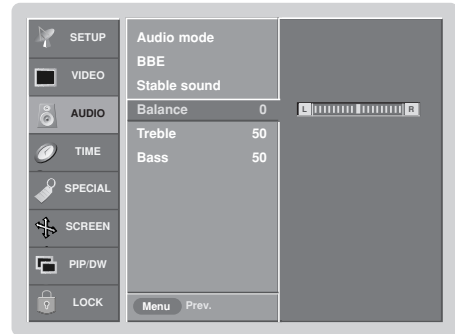 SETUP
VIDEO
AUDIO
TIME
SPECIAL
SCREEN
PIP/DW
LOCK
Audio mode
BBE
Stable sound
Balance 0
Treble 50
Bass 50
Menu Prev.
L R